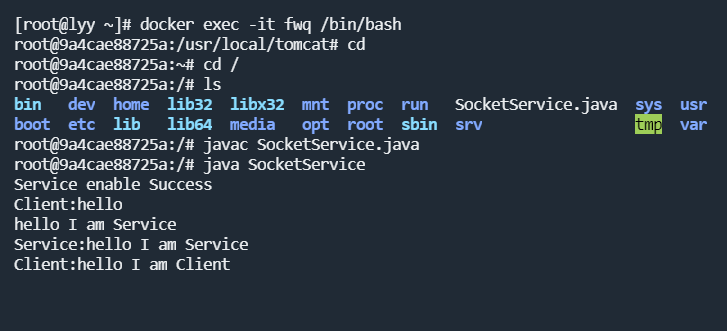 [root@lyy ~]# docker exec -it fwq /bin/bash
root@9a4cae88725a:/usr/local/tomcat# cd
root@9a4cae88725a:~# cd /
root@9a4cae88725a:/# ls
bin dev home lib32 libx32 mnt proc run SocketService.java sys usr
boot etc lib lib64 media opt root sbin srv tmp var
root@9a4cae88725a:/# javac SocketService.java
root@9a4cae88725a:/# java SocketService
Service enable Success
Client:hello
hello I am Service
Service:hello I am Service
Client:hello I am Client